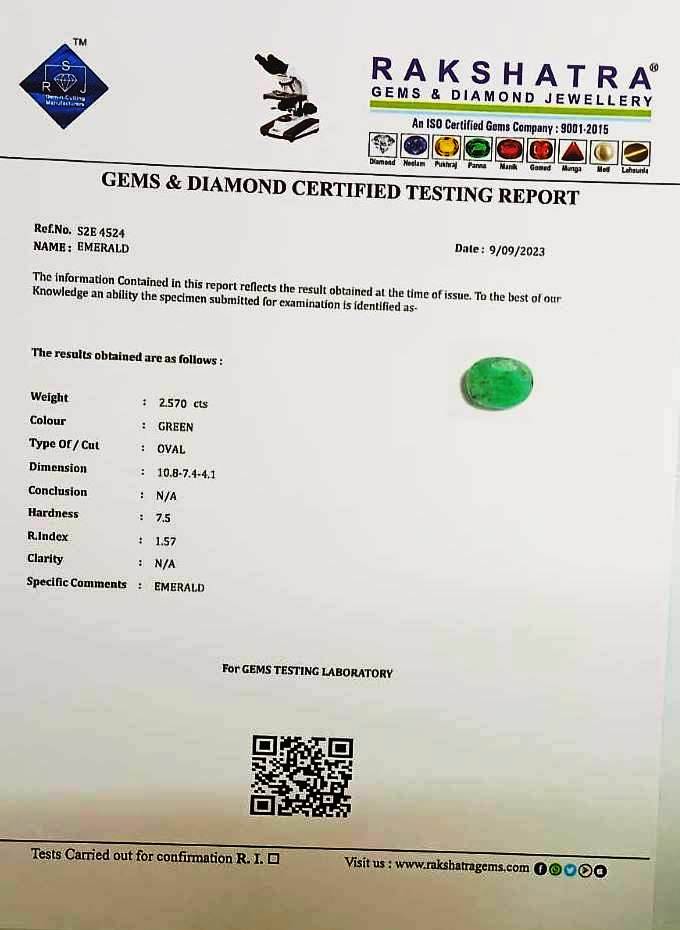 TM
S
R J
Gemin Cutting
Manufacturers
RAKSHATRA®
GEMS & DIAMOND JEWELLERY
An ISO Certified Gems Company : 9001-2015
Diamond Neelam Pukhraj Panna Manik Gomed Munga Moti Lehsunia
GEMS & DIAMOND CERTIFIED TESTING REPORT
Ref.No. S2E 4524
NAME : EMERALD
Date : 9/09/2023
The information Contained in this report reflects the result obtained at the time of issue. To the best of our
Knowledge an ability the specimen submitted for examination is identified as-
The results obtained are as follows :
Weight : 2.570 cts
Colour : GREEN
Type Of / Cut : OVAL
Dimension : 10.8-7.4-4.1
Conclusion : N/A
Hardness : 7.5
R.Index : 1.57
Clarity : N/A
Specific Comments : EMERALD
For GEMS TESTING LABORATORY
Tests Carried out for confirmation R. I. ☐
Visit us : www.rakshatragems.com